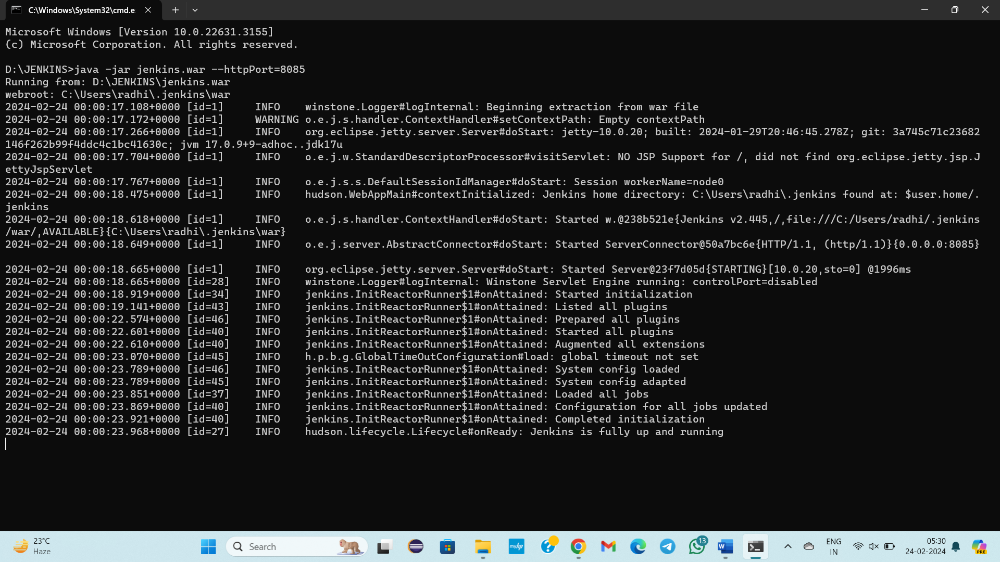 C:\Windows\System32\cmd.e
Microsoft Windows [Version 10.0.22631.3155]
(c) Microsoft Corporation. All rights reserved.
D:\JENKINS>java -jar jenkins.war --httpPort=8085
Running from: D:\JENKINS\jenkins.war
webroot: C:\Users\radhi\.jenkins\war
2024-02-24 00:00:17.108+0000 [id=1] INFO winstone.Logger#logInternal: Beginning extraction from war file
2024-02-24 00:00:17.172+0000 [id=1] WARNING o.e.j.s.handler.ContextHandler#setContextPath: Empty contextPath
2024-02-24 00:00:17.266+0000 [id=1] INFO org.eclipse.jetty.server.Server#doStart: jetty-10.0.20; built: 2024-01-29T20:46:45.278Z; git: 3a745c71c23682
146f262b99f4ddc4c1bc41630c; jvm 17.0.9+9-adhoc..jdk17u
2024-02-24 00:00:17.704+0000 [id=1] INFO o.e.j.w.StandardDescriptorProcessor#visitServlet: NO JSP Support for /, did not find org.eclipse.jetty.jsp.J
ettyJspServlet
2024-02-24 00:00:17.767+0000 [id=1] INFO o.e.j.s.s.DefaultSessionIdManager#doStart: Session workerName=node0
2024-02-24 00:00:18.475+0000 [id=1] INFO hudson.WebAppMain#contextInitialized: Jenkins home directory: C:\Users\radhi\.jenkins found at: $user.home/.
jenkins
2024-02-24 00:00:18.618+0000 [id=1] INFO o.e.j.s.handler.ContextHandler#doStart: Started w.@238b521e{Jenkins v2.445,/,file:///C:/Users/radhi/.jenkins
/war/,AVAILABLE}{C:\Users\radhi\.jenkins\war}
2024-02-24 00:00:18.649+0000 [id=1] INFO o.e.j.server.AbstractConnector#doStart: Started ServerConnector@50a7bc6e{HTTP/1.1, (http/1.1)}{0.0.0.0:8085}
2024-02-24 00:00:18.665+0000 [id=1] INFO org.eclipse.jetty.server.Server#doStart: Started Server@23f7d05d{STARTING}[10.0.20,sto=0] @1996ms
2024-02-24 00:00:18.665+0000 [id=28] INFO winstone.Logger#logInternal: Winstone Servlet Engine running: controlPort=disabled
2024-02-24 00:00:18.919+0000 [id=34] INFO jenkins.InitReactorRunner$1#onAttained: Started initialization
2024-02-24 00:00:19.141+0000 [id=43] INFO jenkins.InitReactorRunner$1#onAttained: Listed all plugins
2024-02-24 00:00:22.574+0000 [id=46] INFO jenkins.InitReactorRunner$1#onAttained: Prepared all plugins
2024-02-24 00:00:22.601+0000 [id=40] INFO jenkins.InitReactorRunner$1#onAttained: Started all plugins
2024-02-24 00:00:22.610+0000 [id=40] INFO jenkins.InitReactorRunner$1#onAttained: Augmented all extensions
2024-02-24 00:00:23.070+0000 [id=45] INFO h.p.b.g.GlobalTimeOutConfiguration#load: global timeout not set
2024-02-24 00:00:23.789+0000 [id=46] INFO jenkins.InitReactorRunner$1#onAttained: System config loaded
2024-02-24 00:00:23.789+0000 [id=45] INFO jenkins.InitReactorRunner$1#onAttained: System config adapted
2024-02-24 00:00:23.851+0000 [id=37] INFO jenkins.InitReactorRunner$1#onAttained: Loaded all jobs
2024-02-24 00:00:23.869+0000 [id=40] INFO jenkins.InitReactorRunner$1#onAttained: Configuration for all jobs updated
2024-02-24 00:00:23.921+0000 [id=40] INFO jenkins.InitReactorRunner$1#onAttained: Completed initialization
2024-02-24 00:00:23.968+0000 [id=27] INFO hudson.lifecycle.Lifecycle#onReady: Jenkins is fully up and running
23°C
Haze
Search
myhp
13
W
ENG
IN
05:30
24-02-2024
PRE